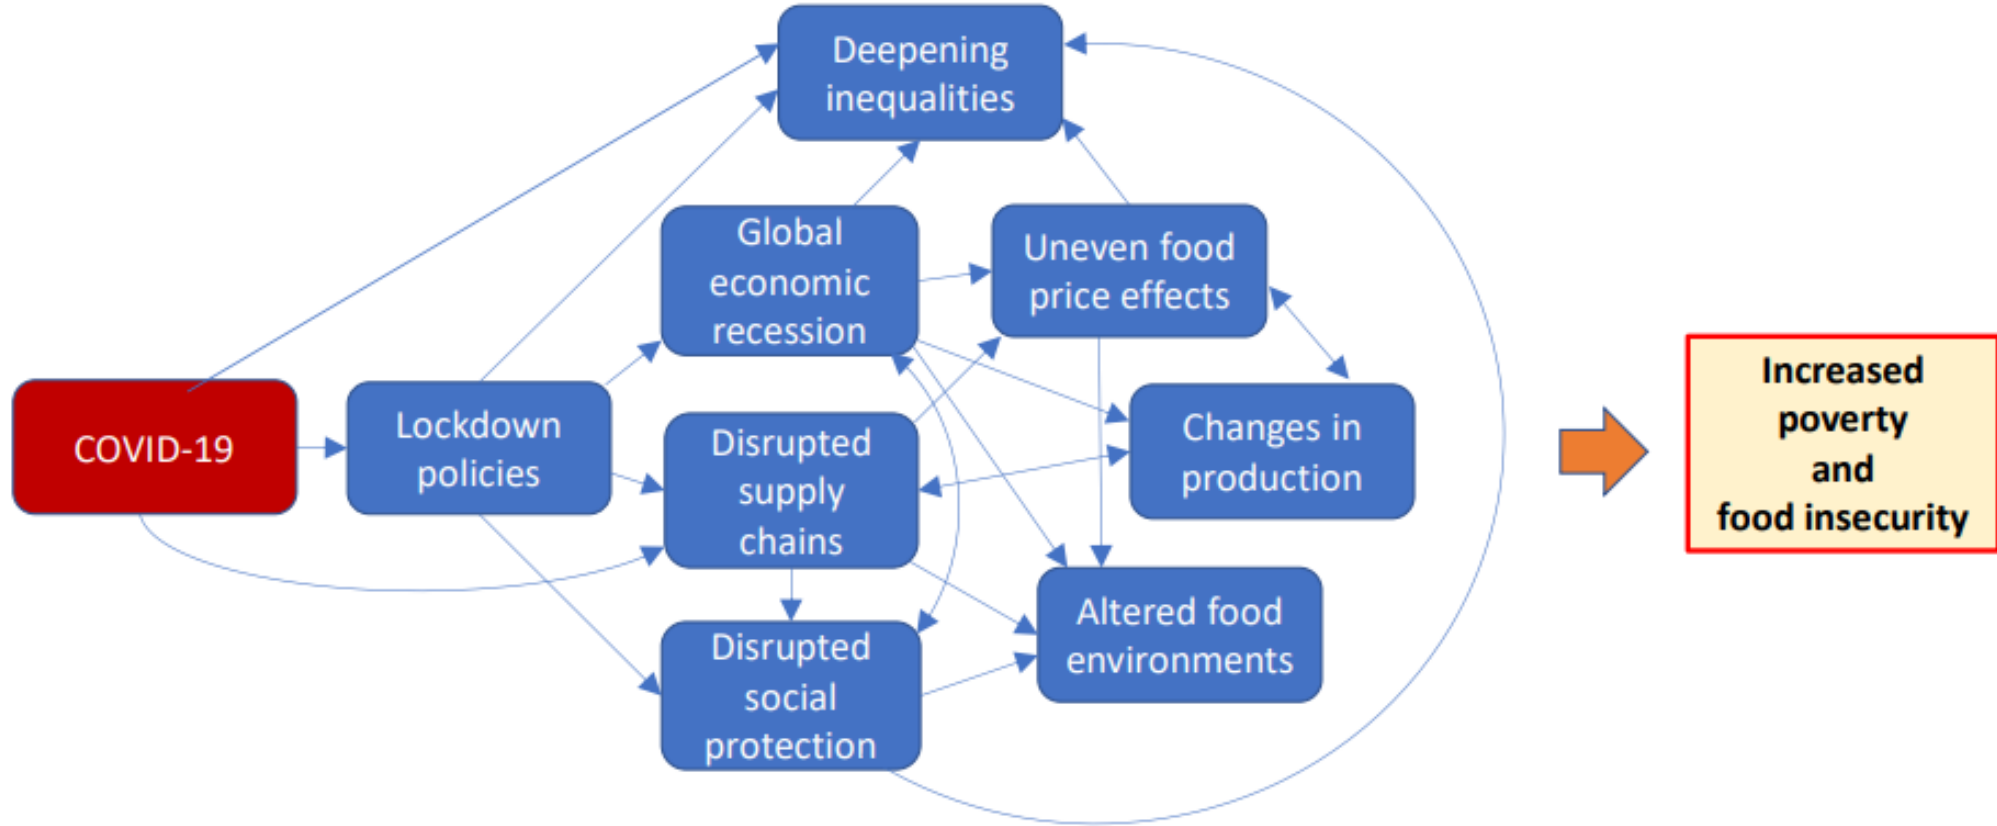 Deepening
inequalities
Global
economic
recession
Uneven food
price effects
COVID-19
Lockdown
policies
Disrupted
supply
chains
Changes in
production
Disrupted
social
protection
Altered food
environments
Increased
poverty
and
food insecurity